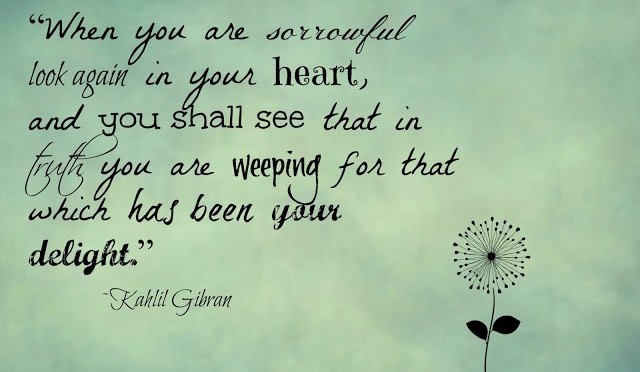 “When you are sorrowful
look again in your heart,
and you shall see that in
truth you are weeping for that
which has been your
delight.”
~Kahlil Gibran